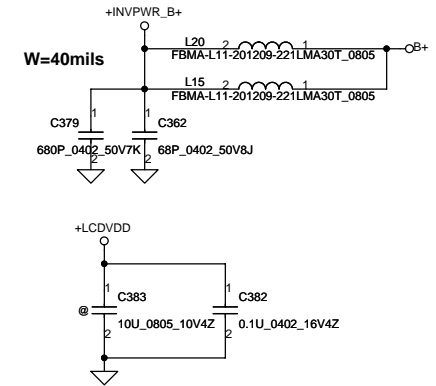 +INVPWR_B+
W=40mils
L20
2 1
FBMA-L11-201209-221LMA30T_0805
B+
L15
2 1
FBMA-L11-201209-221LMA30T_0805
1 1
C379 C362
680P_0402_50V7K 68P_0402_50V8J
2 2
+LCDVDD
1 1
C383 C382
@
10U_0805_10V4Z 0.1U_0402_16V4Z
2 2